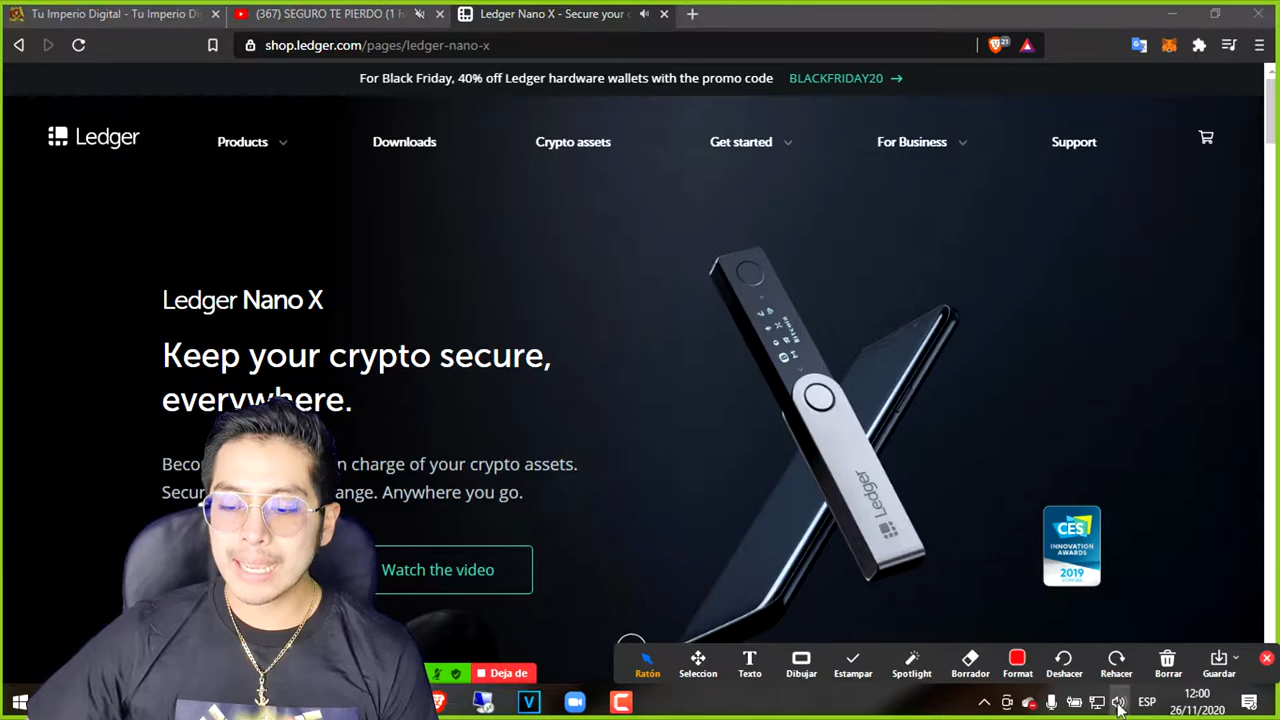 Tu Imperio Digital - Tu Imperio Di
(367) SEGURO TE PIERDO (1 h
Ledger Nano X - Secure your c
shop.ledger.com/pages/ledger-nano-x
21
For Black Friday, 40% off Ledger hardware wallets with the promo code BLACKFRIDAY20 →
Ledger
Products
Downloads
Crypto assets
Get started
For Business
Support
Ledger Nano X
Keep your crypto secure,
everywhere.
Beco n charge of your crypto assets.
Secur ange. Anywhere you go.
Watch the video
Bitcoin
Ledger
CES
INNOVATION
AWARDS
2019
Deja de
Ratón
Seleccion
Texto
Dibujar
Estampar
Spotlight
Borrador
Format
Deshacer
Rehacer
Borrar
Guardar
ESP
12:00
26/11/2020